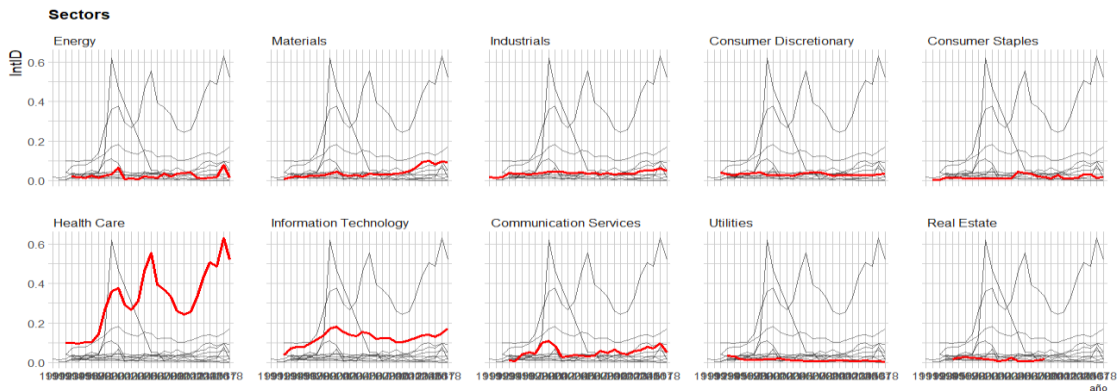 Sectors
Energy Materials Industrials Consumer Discretionary Consumer Staples
IntID
0.6
0.4
0.2
0.0
Health Care Information Technology Communication Services Utilities Real Estate
0.6
0.4
0.2
0.0
año